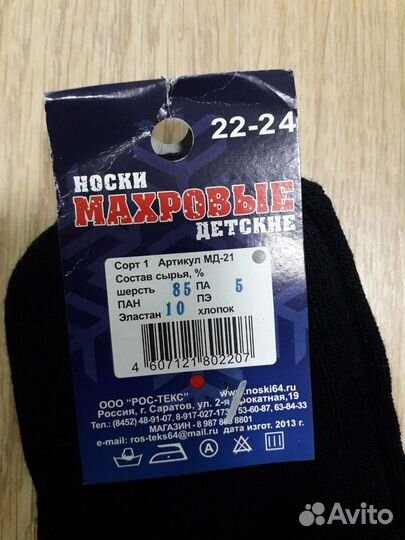 22-24
НОСКИ
МАХРОВЫЕ
ДЕТСКИЕ
Сорт 1 Артикул МД-21
Состав сырья, %
шерсть 85 ПА 5
ПАН ПЭ
Эластан 10 хлопок
4 607121 802207
ООО "РОС-ТЕКС" www.noski64.ru
Россия, г. Саратов, ул. 2-я Прокатная,19
Тел.: (8452) 48-91-07, 8-917-027-17 53-60-87, 63-84-33
МАГАЗИН - 8 987 8801
e-mail: ros-teks64@mail.ru дата изгот. 2013 г.
A
Avito